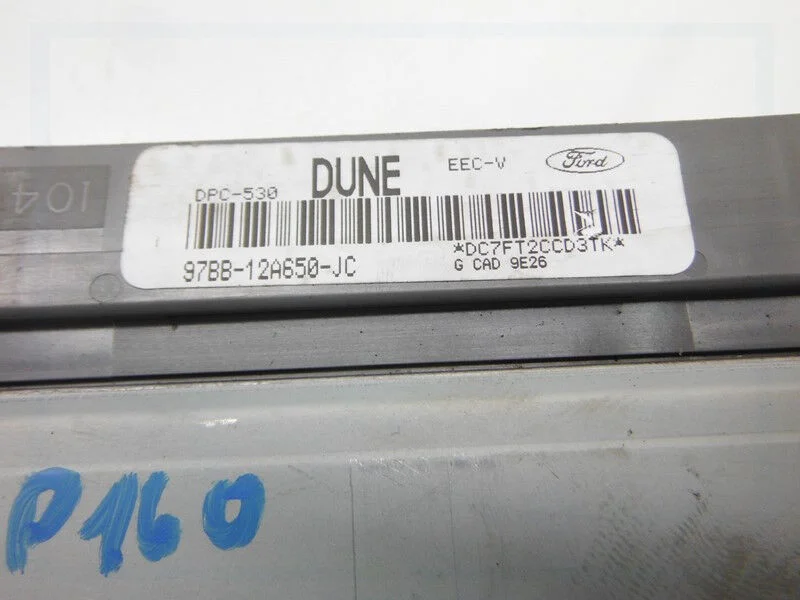 DPC-530 DUNE EEC-V Ford
*DC7FT2CCD3TK*
97BB-12A650-JC G CAD 9E26
104
P160